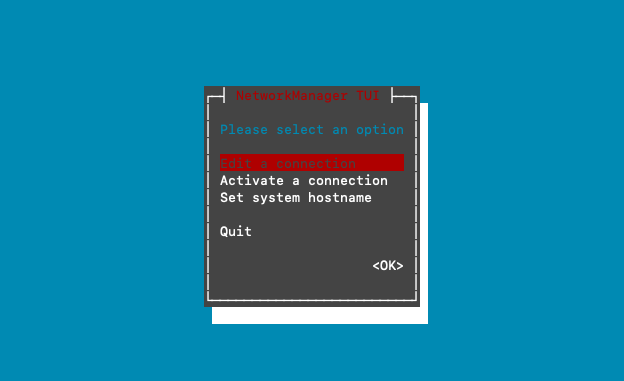 NetworkManager TUI
Please select an option
Edit a connection
Activate a connection
Set system hostname
Quit
<OK>